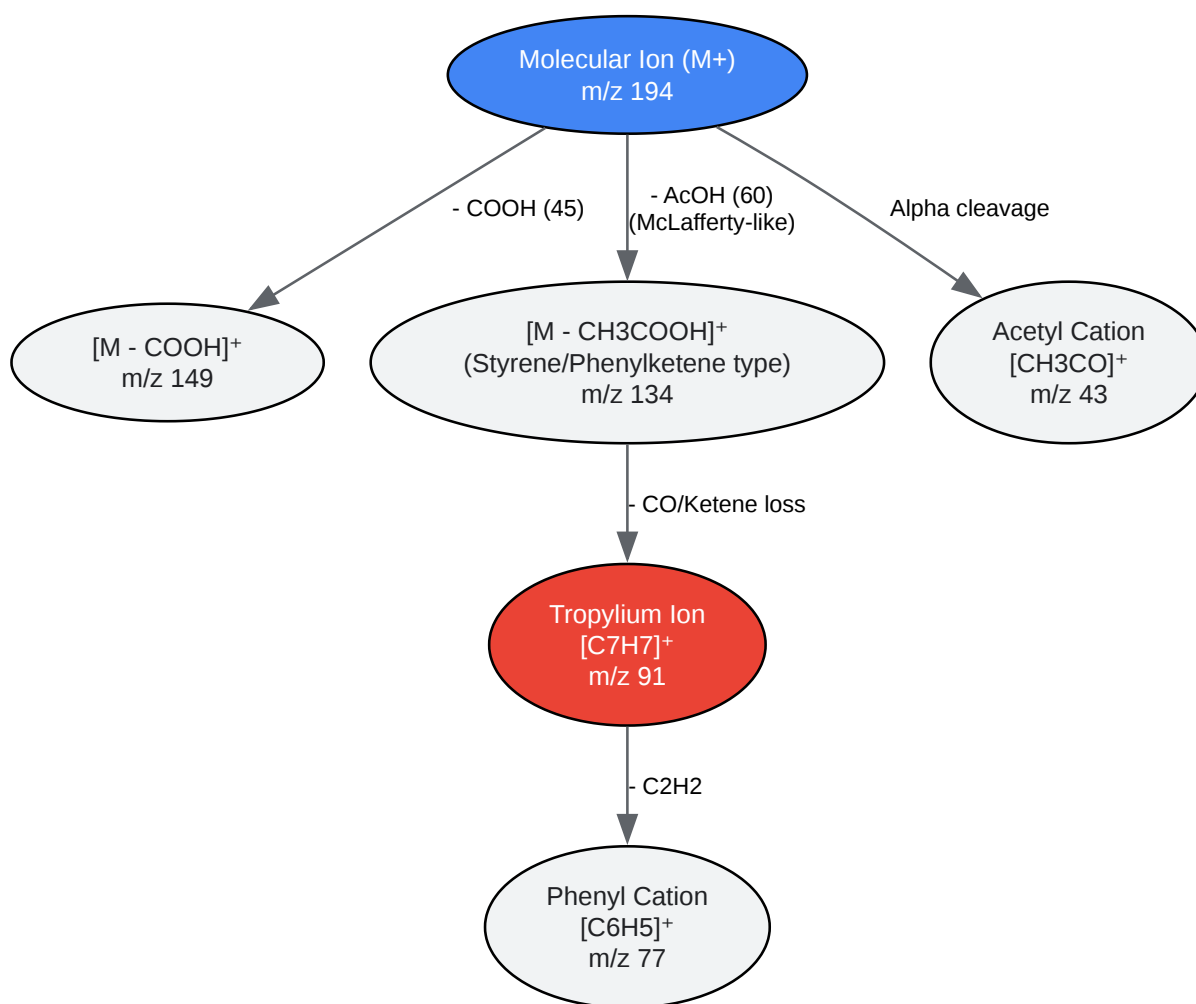 Molecular Ion (M+)
m/z 194
- COOH (45)
- AcOH (60)
(McLafferty-like)
Alpha cleavage
[M - COOH]⁺
m/z 149
[M - CH3COOH]⁺
(Styrene/Phenylketene type)
m/z 134
Acetyl Cation
[CH3CO]⁺
m/z 43
- CO/Ketene loss
Tropylium Ion
[C7H7]⁺
m/z 91
- C2H2
Phenyl Cation
[C6H5]⁺
m/z 77